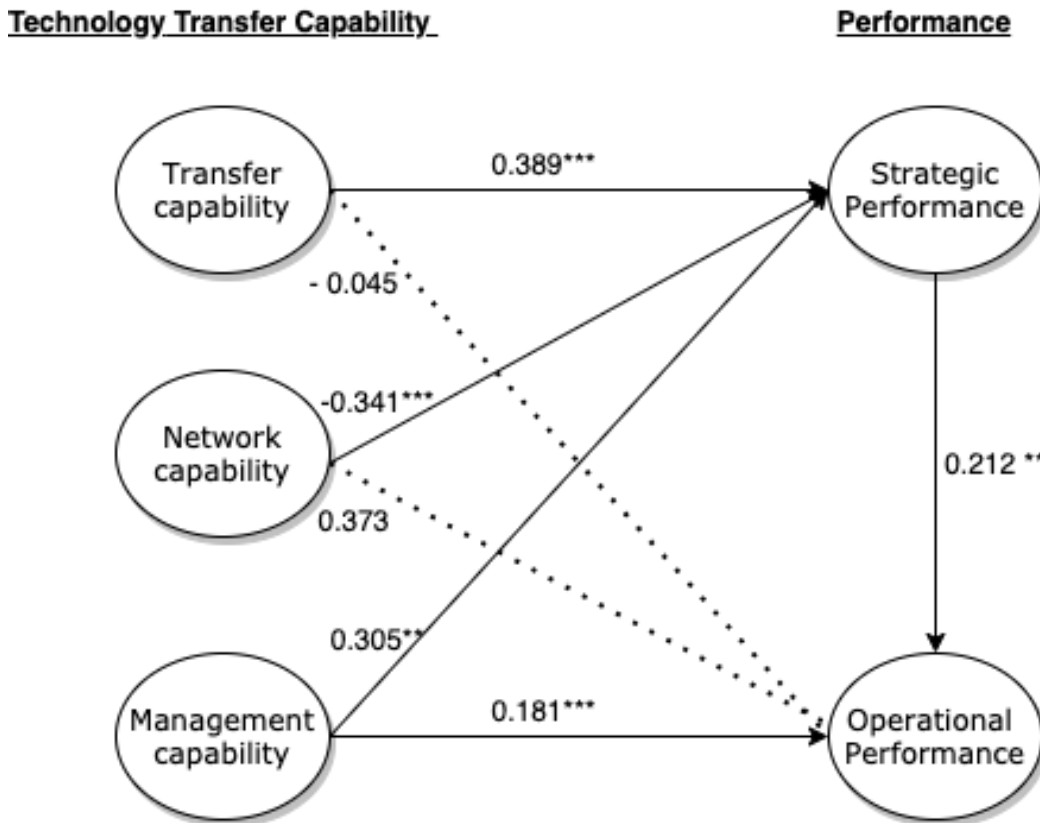 Technology Transfer Capability
Performance
Transfer
capability
0.389***
Strategic
Performance
- 0.045
-0.341***
Network
capability
0.212 **
0.373
0.305**
Management
capability
0.181***
Operational
Performance